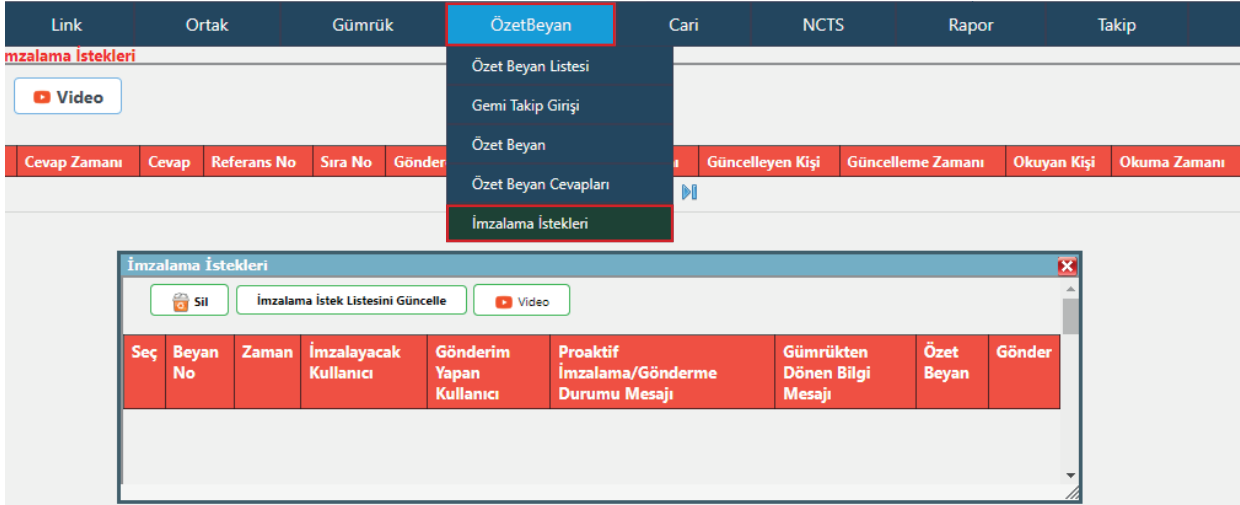 Link Ortak Gümrük ÖzetBeyan Cari NCTS Rapor Takip
mzalama İstekleri
Özet Beyan Listesi
Video
Gemi Takip Girişi
Özet Beyan
Cevap Zamanı Cevap Referans No Sıra No Gönder Güncelleyen Kişi Güncelleme Zamanı Okuyan Kişi Okuma Zamanı
Özet Beyan Cevapları
İmzalama İstekleri
İmzalama İstekleri
Sil İmzalama İstek Listesini Güncelle Video
Seç Beyan Zaman İmzalayacak Gönderim Proaktif Gümrükten Özet Gönder
No Kullanıcı Yapan İmzalama/Gönderme Dönen Bilgi Beyan
Kullanıcı Durumu Mesajı Mesajı